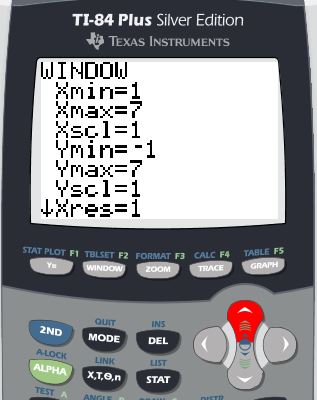 TI-84 Plus Silver Edition
TEXAS INSTRUMENTS
WINDOW
Xmin=1
Xmax=7
Xscl=1
Ymin=-1
Ymax=7
Yscl=1
↓Xres=1
STAT PLOT F1 TBLSET F2 FORMAT F3 CALC F4 TABLE F5
Y= WINDOW ZOOM TRACE GRAPH
QUIT INS
2ND MODE DEL
A-LOCK LINK LIST
ALPHA X,T,Θ,n STAT
TEST A ANGLE B DRAW C DISTR